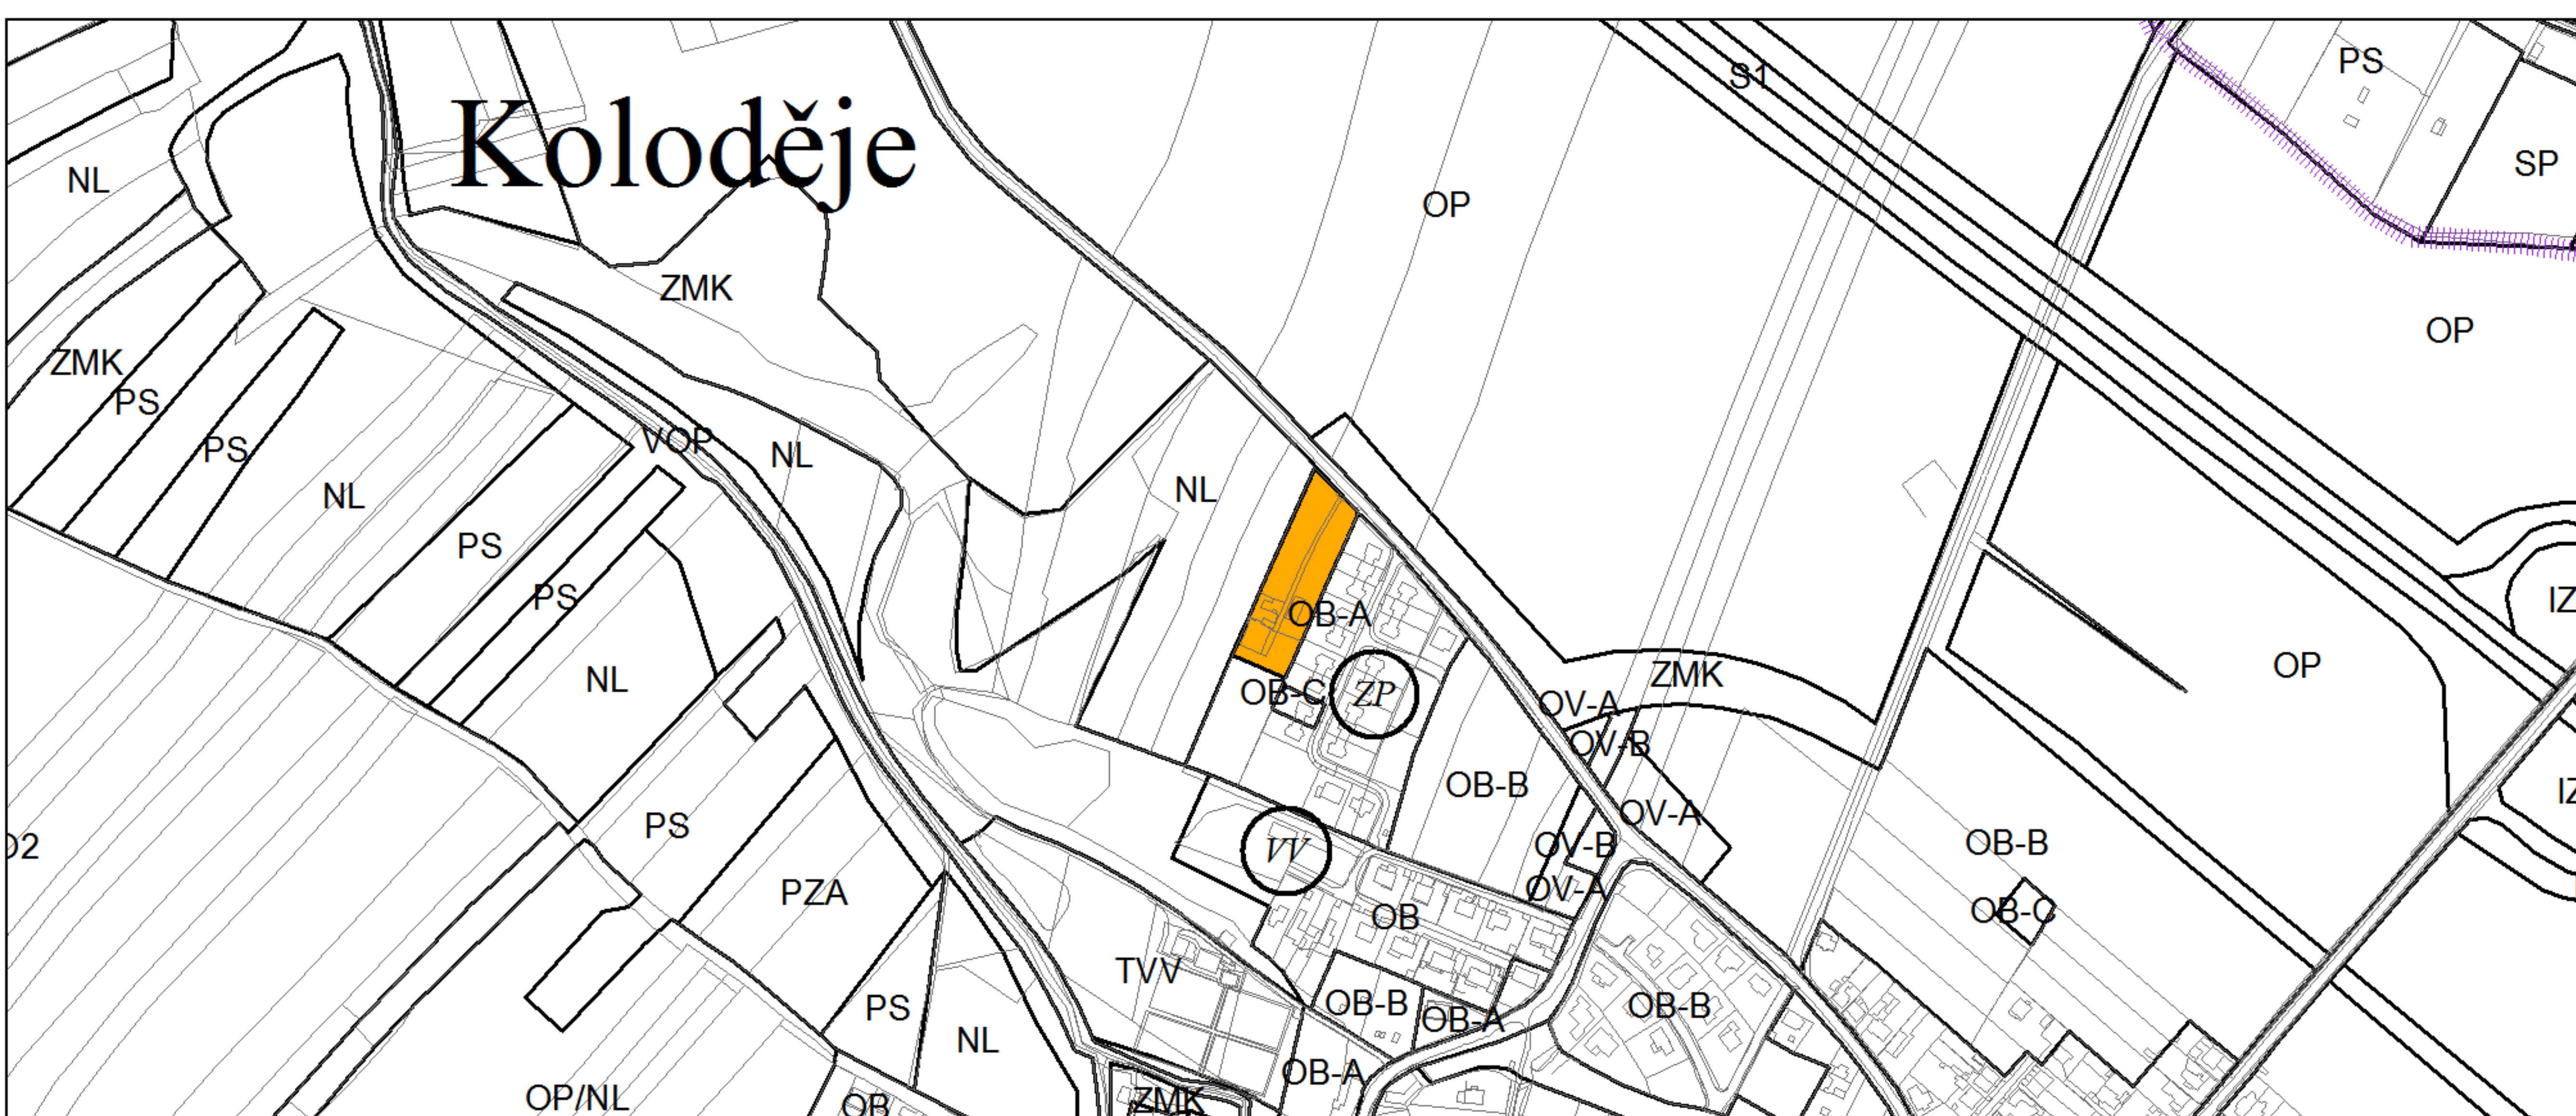 S1
PS
Koloděje
SP
NL
OP
ZMK
OP
ZMK
PS
PS
VOP
NL
NL
NL
PS
PS
IZ
OB-A
OP
NL
ZMK
OB-C
ZP
OV-A
OV-B
OB-B
IZ
OV-A
PS
VV
OV-B
OB-B
PZA
OV-A
OB-C
OB
TVV
PS
OB-B
OB-B
OB-A
NL
OB-A
OP/NL
ZMK
OB